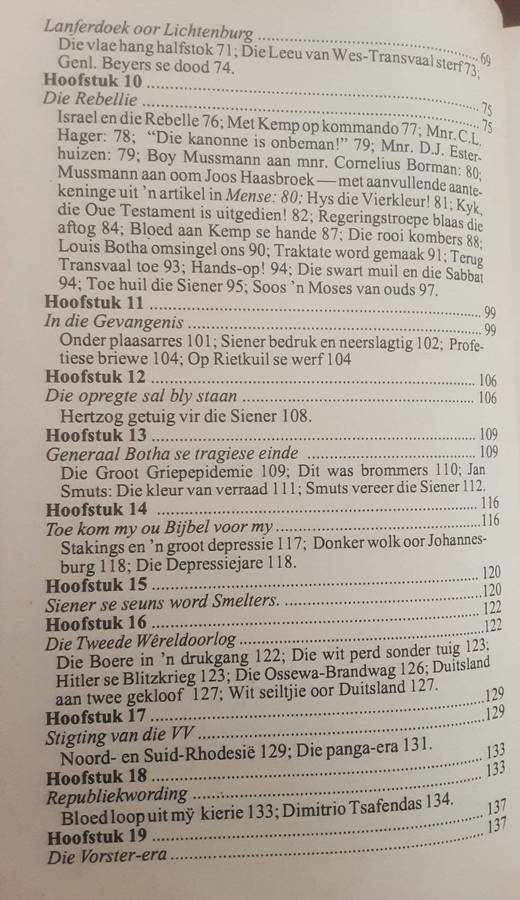 Lanferdoek oor Lichtenburg ........................................ 69
Die vlae hang halfstok 71; Die Leeu van Wes-Transvaal sterf 73;
Genl. Beyers se dood 74.
Hoofstuk 10 ........................................ 75
Die Rebellie ........................................ 75
Israel en die Rebelle 76; Met Kemp op kommando 77; Mnr. C.L.
Hager: 78; “Die kanonne is onbeman!” 79; Mnr. D.J. Ester-
huizen: 79; Boy Mussmann aan mnr. Cornelius Borman: 80;
Mussmann aan oom Joos Haasbroek — met aanvullende aante-
keninge uit 'n artikel in Mense: 80; Hys die Vierkleur! 81; Kyk,
die Oue Testament is uitgedien! 82; Regeringstroepe blaas die
aftog 84; Bloed aan Kemp se hande 87; Die rooi kombers 88;
Louis Botha omsingel ons 90; Traktate word gemaak 91; Terug
Transvaal toe 93; Hands-op! 94; Die swart muil en die Sabbat
94; Toe huil die Siener 95; Soos 'n Moses van ouds 97.
Hoofstuk 11 ........................................ 99
In die Gevangenis ........................................ 99
Onder plaasarres 101; Siener bedruk en neerslagtig 102; Profe-
tiese briewe 104; Op Rietkuil se werf 104
Hoofstuk 12 ........................................ 106
Die opregte sal bly staan ........................................ 106
Hertzog getuig vir die Siener 108.
Hoofstuk 13 ........................................ 109
Generaal Botha se tragiese einde ........................................ 109
Die Groot Griepepidemie 109; Dit was brommers 110; Jan
Smuts: Die kleur van verraad 111; Smuts vereer die Siener 112.
Hoofstuk 14 ........................................ 116
Toe kom my ou Bijbel voor my ........................................ 116
Stakings en 'n groot depressie 117; Donker wolk oor Johannes-
burg 118; Die Depressiejare 118.
Hoofstuk 15 ........................................ 120
Siener se seuns word Smelters. ........................................ 120
Hoofstuk 16 ........................................ 122
Die Tweede Wêreldoorlog ........................................ 122
Die Boere in 'n drukgang 122; Die wit perd sonder tuig 123;
Hitler se Blitzkrieg 123; Die Ossewa-Brandwag 126; Duitsland
aan twee gekloof 127; Wit seiltjie oor Duitsland 127.
Hoofstuk 17 ........................................ 129
Stigting van die VV ........................................ 129
Noord- en Suid-Rhodesië 129; Die panga-era 131.
Hoofstuk 18 ........................................ 133
Republiekwording ........................................ 133
Bloed loop uit mÿ kierie 133; Dimitrio Tsafendas 134.
Hoofstuk 19 ........................................ 137
Die Vorster-era ........................................ 137